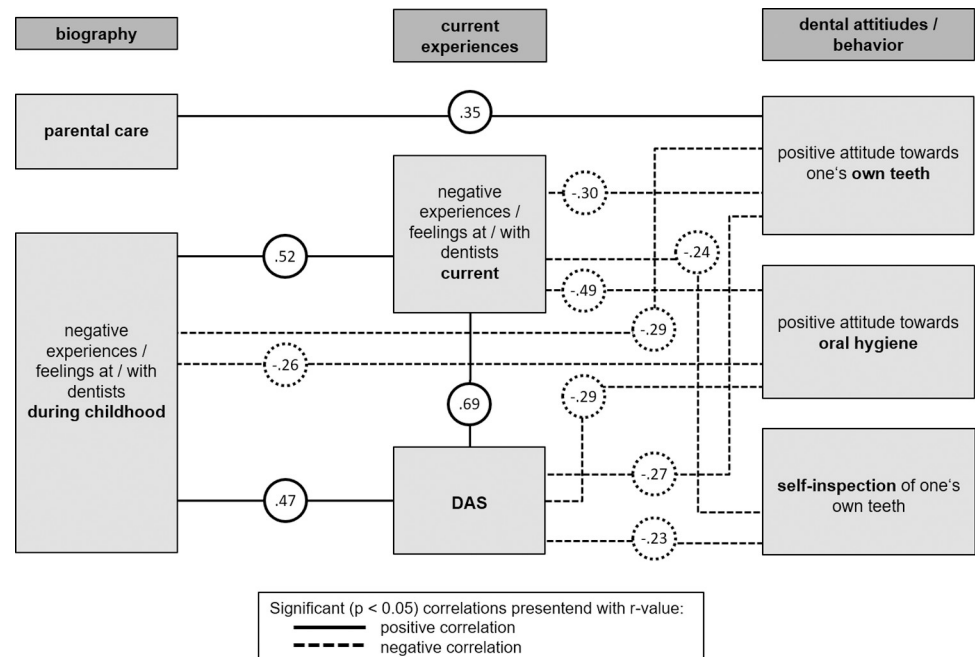 biography
current
experiences
dental attitiudes /
behavior
parental care
.35
positive attitude towards
one's own teeth
negative
experiences /
feelings at / with
dentists
current
-.30
.52
-.24
-.49
negative
experiences /
feelings at / with
dentists
during childhood
-.29
-.26
positive attitude towards
oral hygiene
.69
-.29
.47
DAS
-.27
-.23
self-inspection of one's
own teeth
Significant (p < 0.05) correlations presentend with r-value:
positive correlation
negative correlation